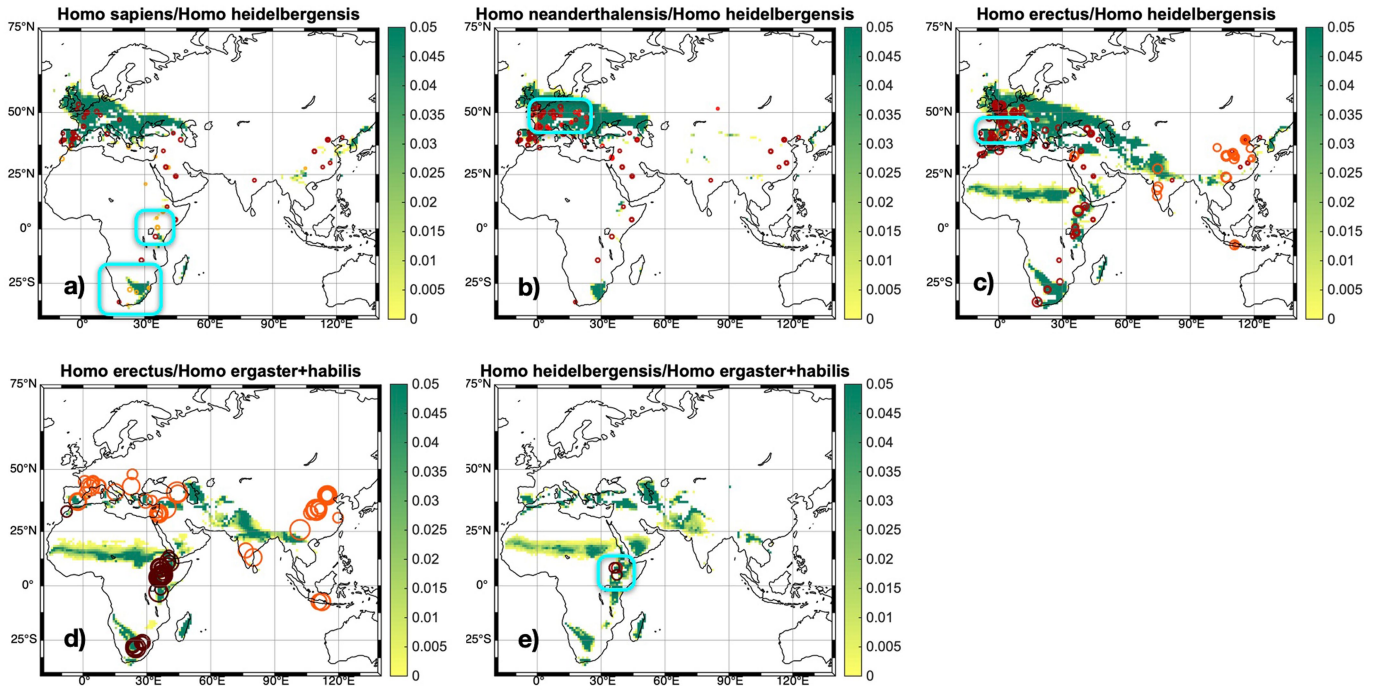 Homo sapiens/Homo heidelbergensis
75°N
50°N
25°N
0°
25°S
0°
30°E
60°E
90°E
120°E
a)
0.05
0.045
0.04
0.035
0.03
0.025
0.02
0.015
0.01
0.005
0
Homo neanderthalensis/Homo heidelbergensis
75°N
50°N
25°N
0°
25°S
0°
30°E
60°E
90°E
120°E
b)
0.05
0.045
0.04
0.035
0.03
0.025
0.02
0.015
0.01
0.005
0
Homo erectus/Homo heidelbergensis
75°N
50°N
25°N
0°
25°S
0°
30°E
60°E
90°E
120°E
c)
0.05
0.045
0.04
0.035
0.03
0.025
0.02
0.015
0.01
0.005
0
Homo erectus/Homo ergaster+habilis
75°N
50°N
25°N
0°
25°S
0°
30°E
60°E
90°E
120°E
d)
0.05
0.045
0.04
0.035
0.03
0.025
0.02
0.015
0.01
0.005
0
Homo heidelbergensis/Homo ergaster+habilis
75°N
50°N
25°N
0°
25°S
0°
30°E
60°E
90°E
120°E
e)
0.05
0.045
0.04
0.035
0.03
0.025
0.02
0.015
0.01
0.005
0